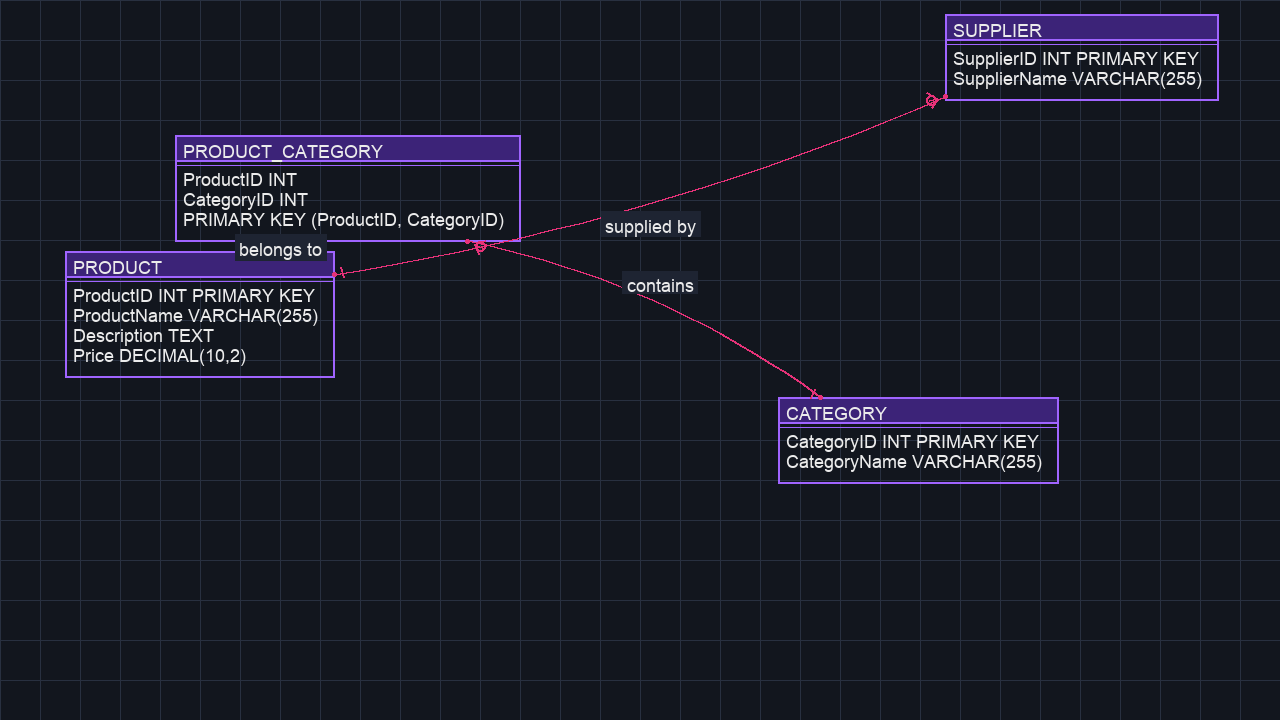 SUPPLIER
SupplierID INT PRIMARY KEY
SupplierName VARCHAR(255)
PRODUCT_CATEGORY
ProductID INT
CategoryID INT
PRIMARY KEY (ProductID, CategoryID)
supplied by
belongs to
PRODUCT
ProductID INT PRIMARY KEY
ProductName VARCHAR(255)
Description TEXT
Price DECIMAL(10,2)
contains
CATEGORY
CategoryID INT PRIMARY KEY
CategoryName VARCHAR(255)